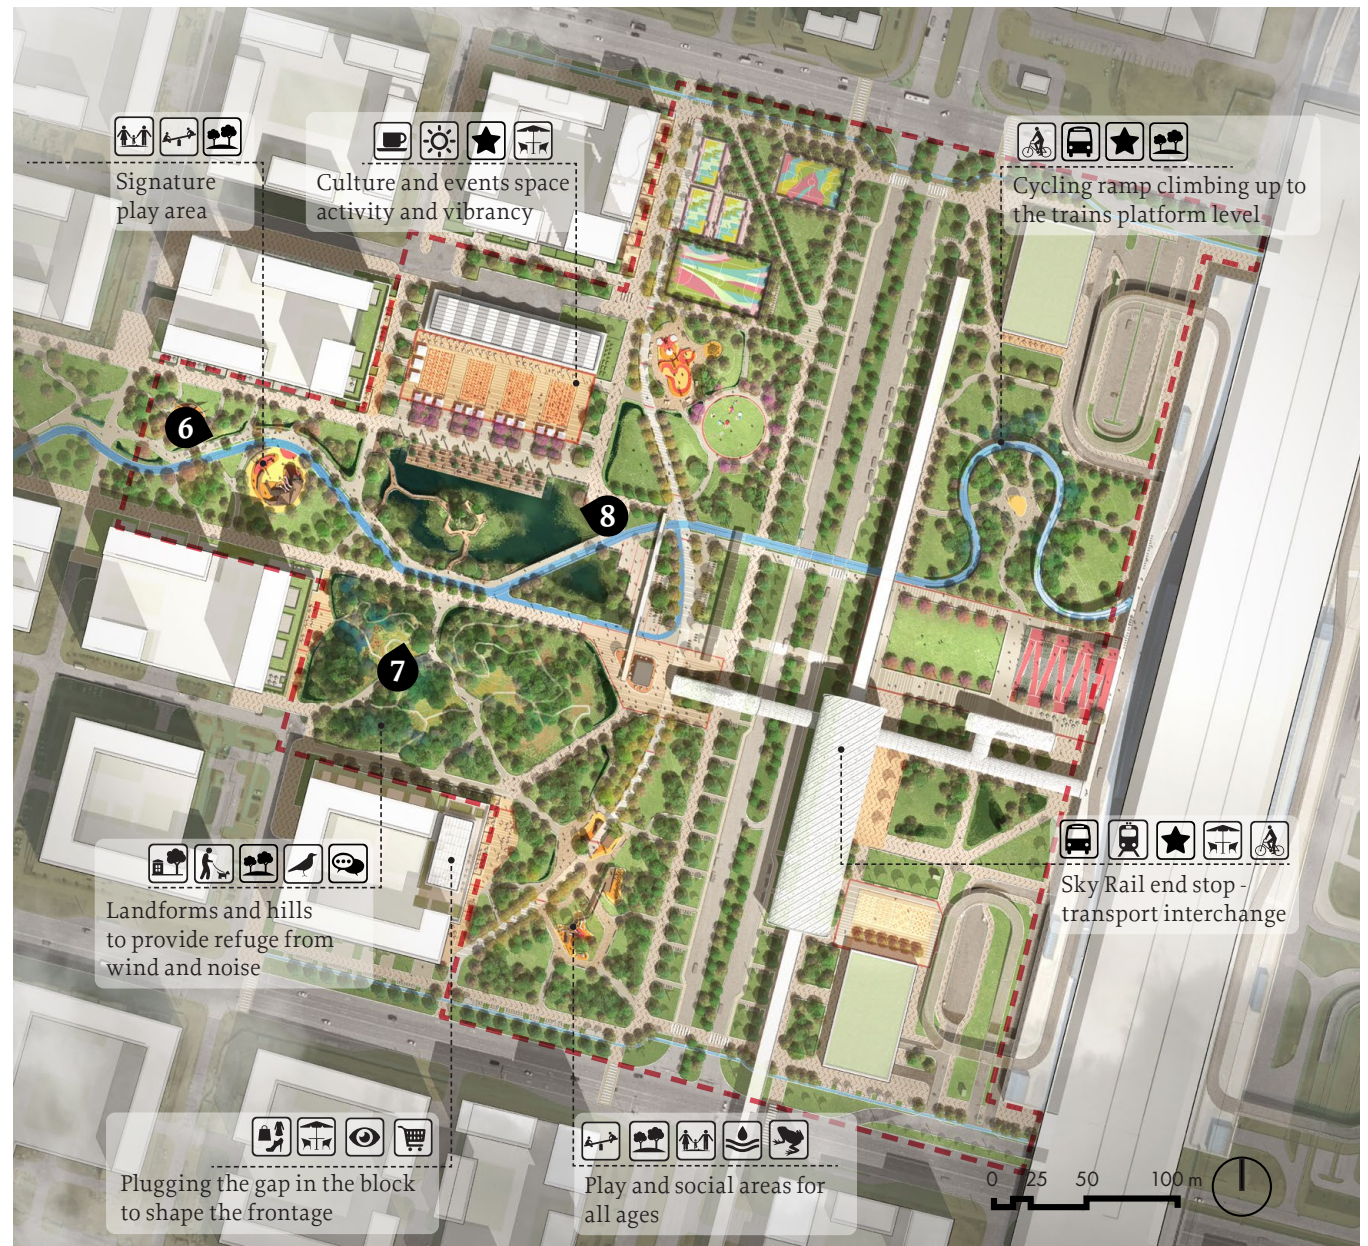 Signature
play area
Culture and events space
activity and vibrancy
Cycling ramp climbing up to
the trains platform level
6
8
7
Landforms and hills
to provide refuge from
wind and noise
Sky Rail end stop -
transport interchange
Plugging the gap in the block
to shape the frontage
Play and social areas for
all ages
0 25 50 100 m